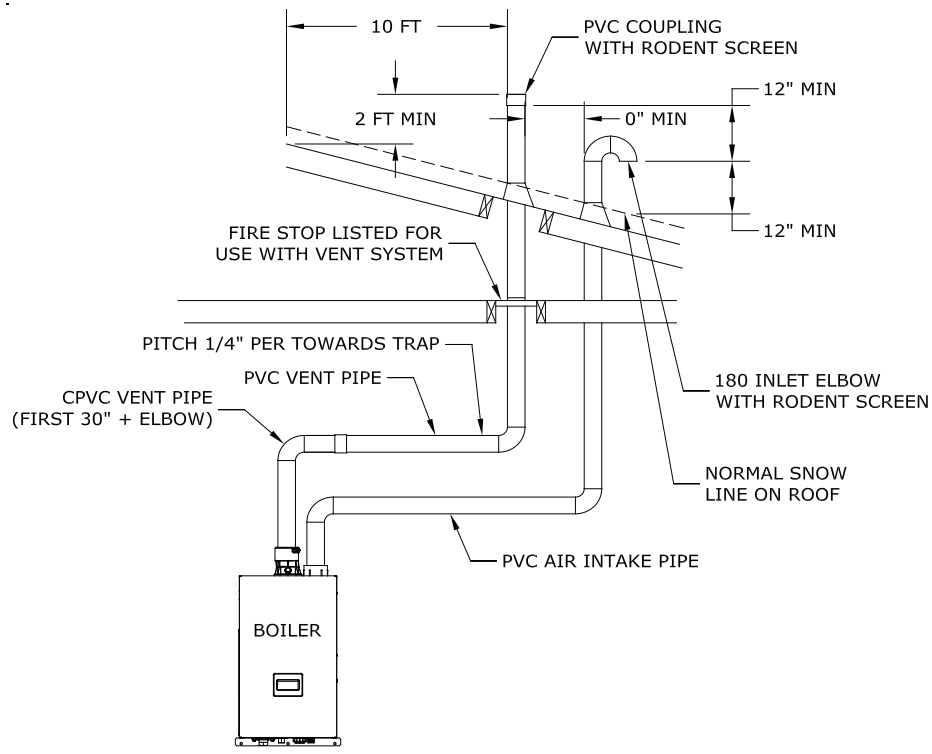 10 FT
PVC COUPLING
WITH RODENT SCREEN
12" MIN
2 FT MIN
0" MIN
12" MIN
FIRE STOP LISTED FOR
USE WITH VENT SYSTEM
PITCH 1/4" PER TOWARDS TRAP
PVC VENT PIPE
CPVC VENT PIPE
(FIRST 30" + ELBOW)
180 INLET ELBOW
WITH RODENT SCREEN
NORMAL SNOW
LINE ON ROOF
PVC AIR INTAKE PIPE
BOILER